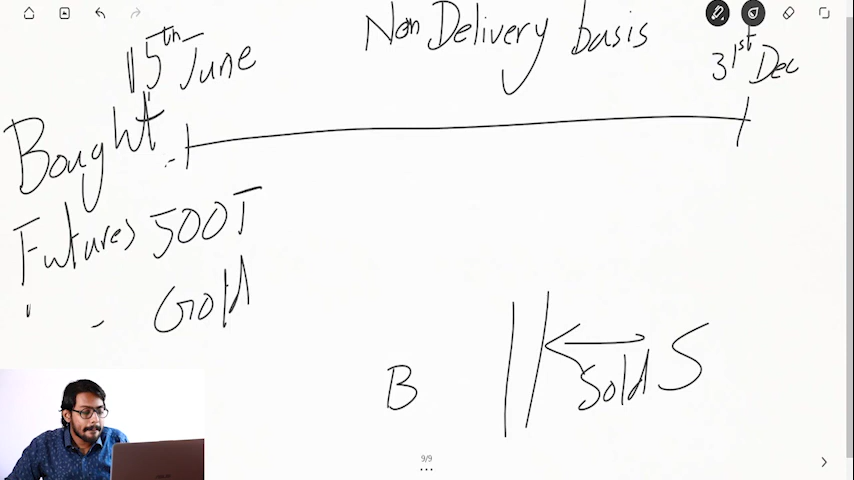 Non Delivery basis
15th June
31st Dec
Bought
Futures 500T
" - Gold
B
Sold S
9/9